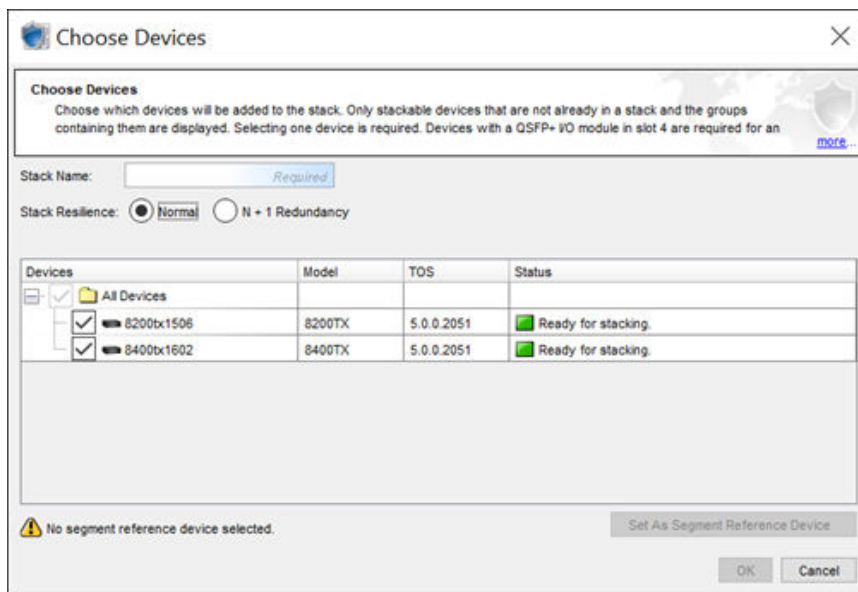 Choose Devices
Choose Devices
Choose which devices will be added to the stack. Only stackable devices that are not already in a stack and the groups
containing them are displayed. Selecting one device is required. Devices with a QSFP+ I/O module in slot 4 are required for an
more...
Stack Name: Required
Stack Resilience: Normal N + 1 Redundancy
Devices Model TOS Status
All Devices
8200tx1506 8200TX 5.0.0.2051 Ready for stacking.
8400tx1602 8400TX 5.0.0.2051 Ready for stacking.
No segment reference device selected. Set As Segment Reference Device
OK Cancel